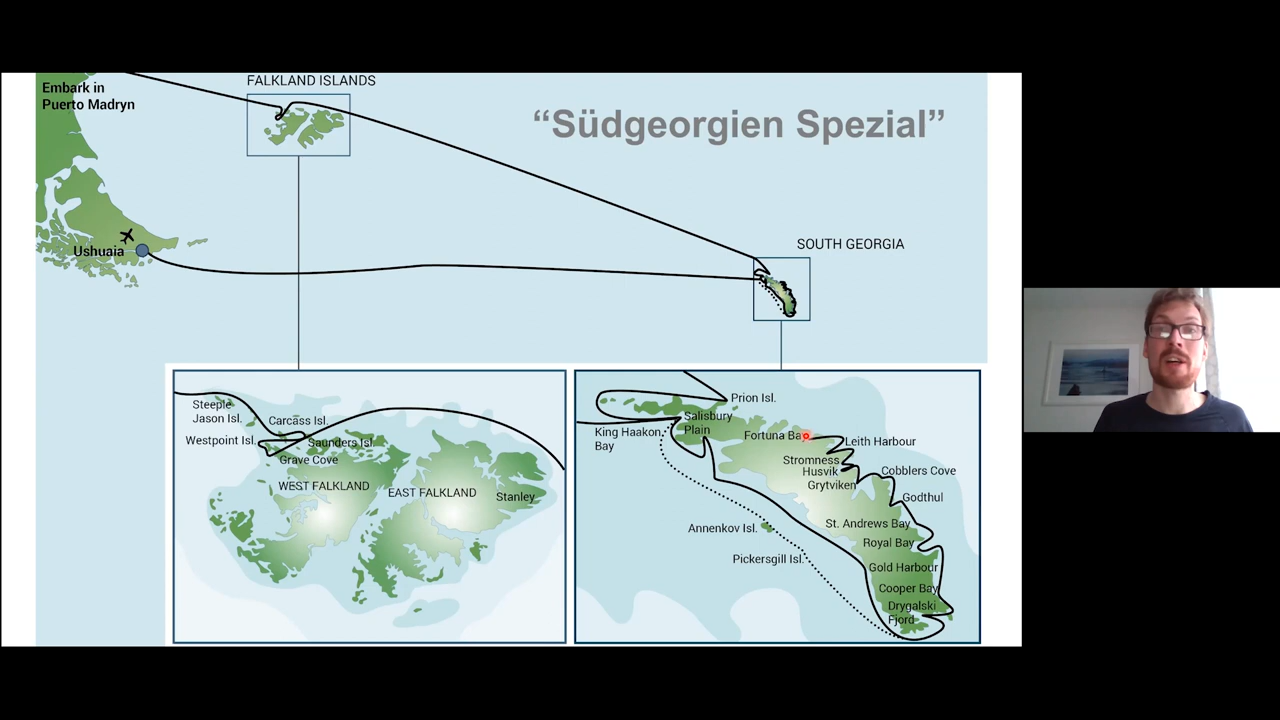 Embark in
Puerto Madryn
FALKLAND ISLANDS
“Südgeorgien Spezial”
Ushuaia
SOUTH GEORGIA
Steeple
Jason Isl.
Carcass Isl.
Westpoint Isl.
Saunders Isl.
Grave Cove
WEST FALKLAND
EAST FALKLAND
Stanley
Prion Isl.
Salisbury
Plain
King Haakon
Bay
Fortuna Bay
Leith Harbour
Stromness
Husvik
Grytviken
Cobblers Cove
Godthul
Annenkov Isl.
St. Andrews Bay
Royal Bay
Pickersgill Isl.
Gold Harbour
Cooper Bay
Drygalski
Fjord